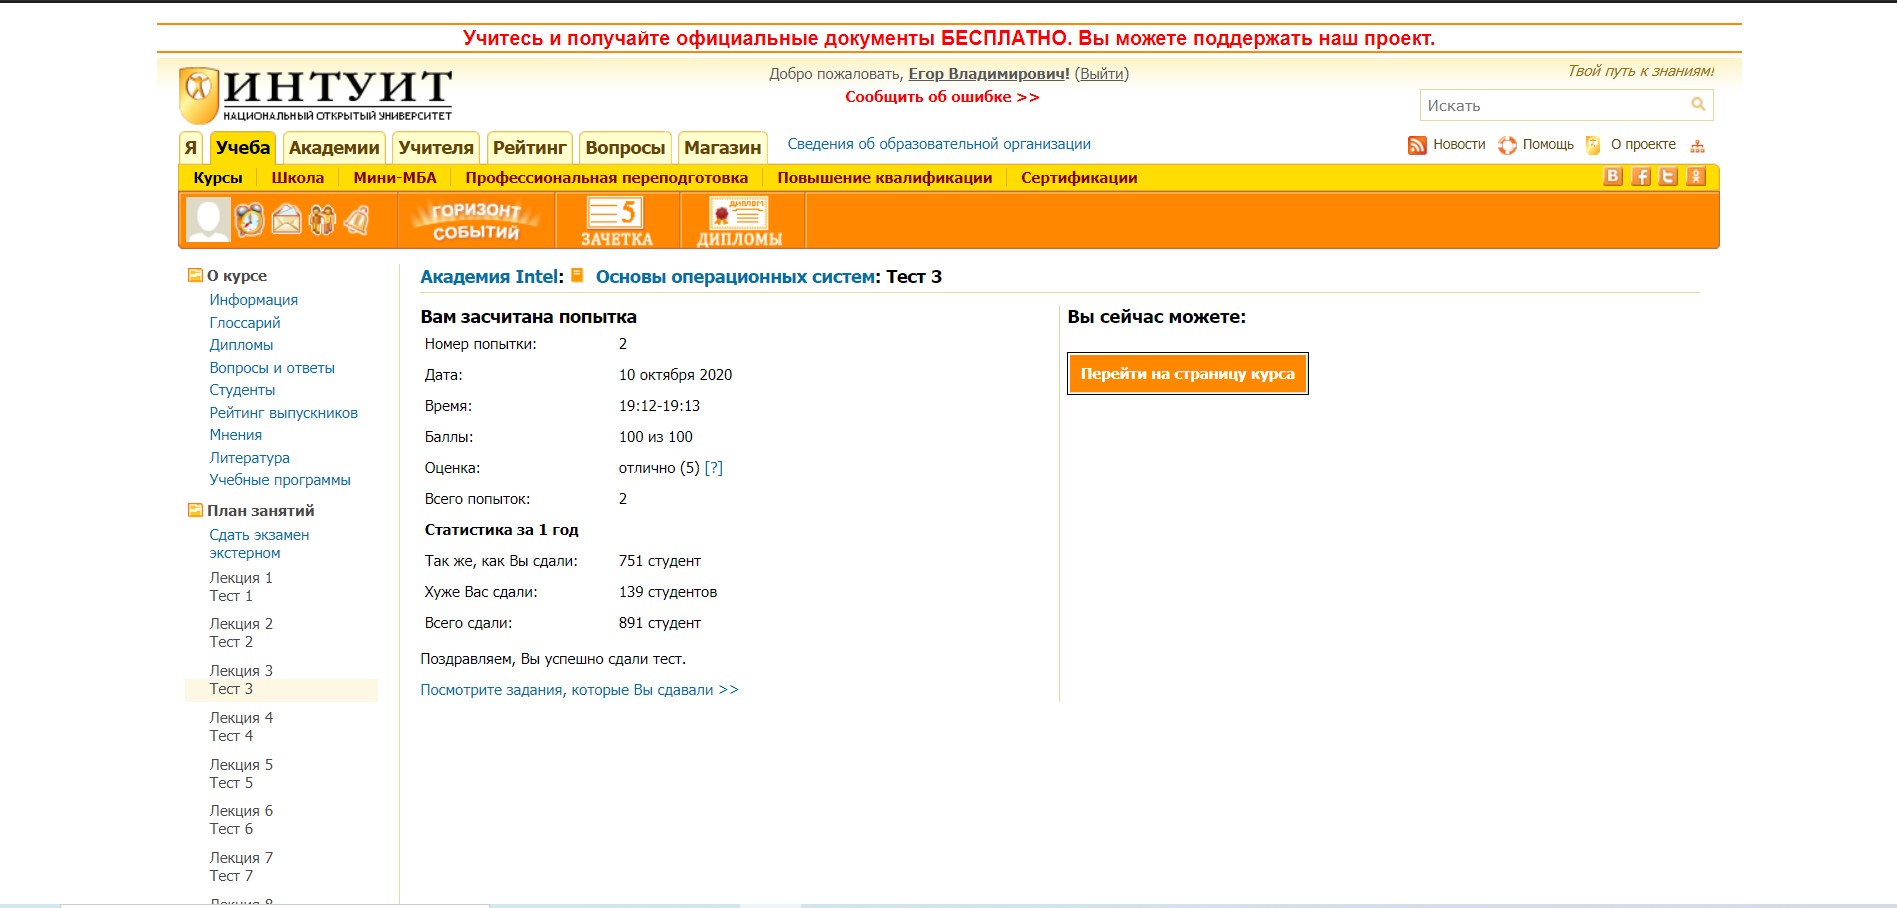 Учитесь и получайте официальные документы БЕСПЛАТНО. Вы можете поддержать наш проект.
ИНТУИТ
НАЦИОНАЛЬНЫЙ ОТКРЫТЫЙ УНИВЕРСИТЕТ
Добро пожаловать, Егор Владимирович! (Выйти)
Сообщить об ошибке >>
Твой путь к знаниям!
Искать
Я Учеба Академии Учителя Рейтинг Вопросы Магазин Сведения об образовательной организации
Новости Помощь О проекте
Курсы Школа Мини-МБА Профессиональная переподготовка Повышение квалификации Сертификации
ГОРИЗОНТ СОБЫТИЙ
5 ЗАЧЕТКА
ДИПЛОМ ДИПЛОМЫ
О курсе
Информация
Глоссарий
Дипломы
Вопросы и ответы
Студенты
Рейтинг выпускников
Мнения
Литература
Учебные программы
План занятий
Сдать экзамен
экстерном
Лекция 1
Тест 1
Лекция 2
Тест 2
Лекция 3
Тест 3
Лекция 4
Тест 4
Лекция 5
Тест 5
Лекция 6
Тест 6
Лекция 7
Тест 7
Лекция 8
Академия Intel: Основы операционных систем: Тест 3
Вам засчитана попытка
Номер попытки: 2
Дата: 10 октября 2020
Время: 19:12-19:13
Баллы: 100 из 100
Оценка: отлично (5) [?]
Всего попыток: 2
Статистика за 1 год
Так же, как Вы сдали: 751 студент
Хуже Вас сдали: 139 студентов
Всего сдали: 891 студент
Поздравляем, Вы успешно сдали тест.
Посмотрите задания, которые Вы сдавали >>
Вы сейчас можете:
Перейти на страницу курса